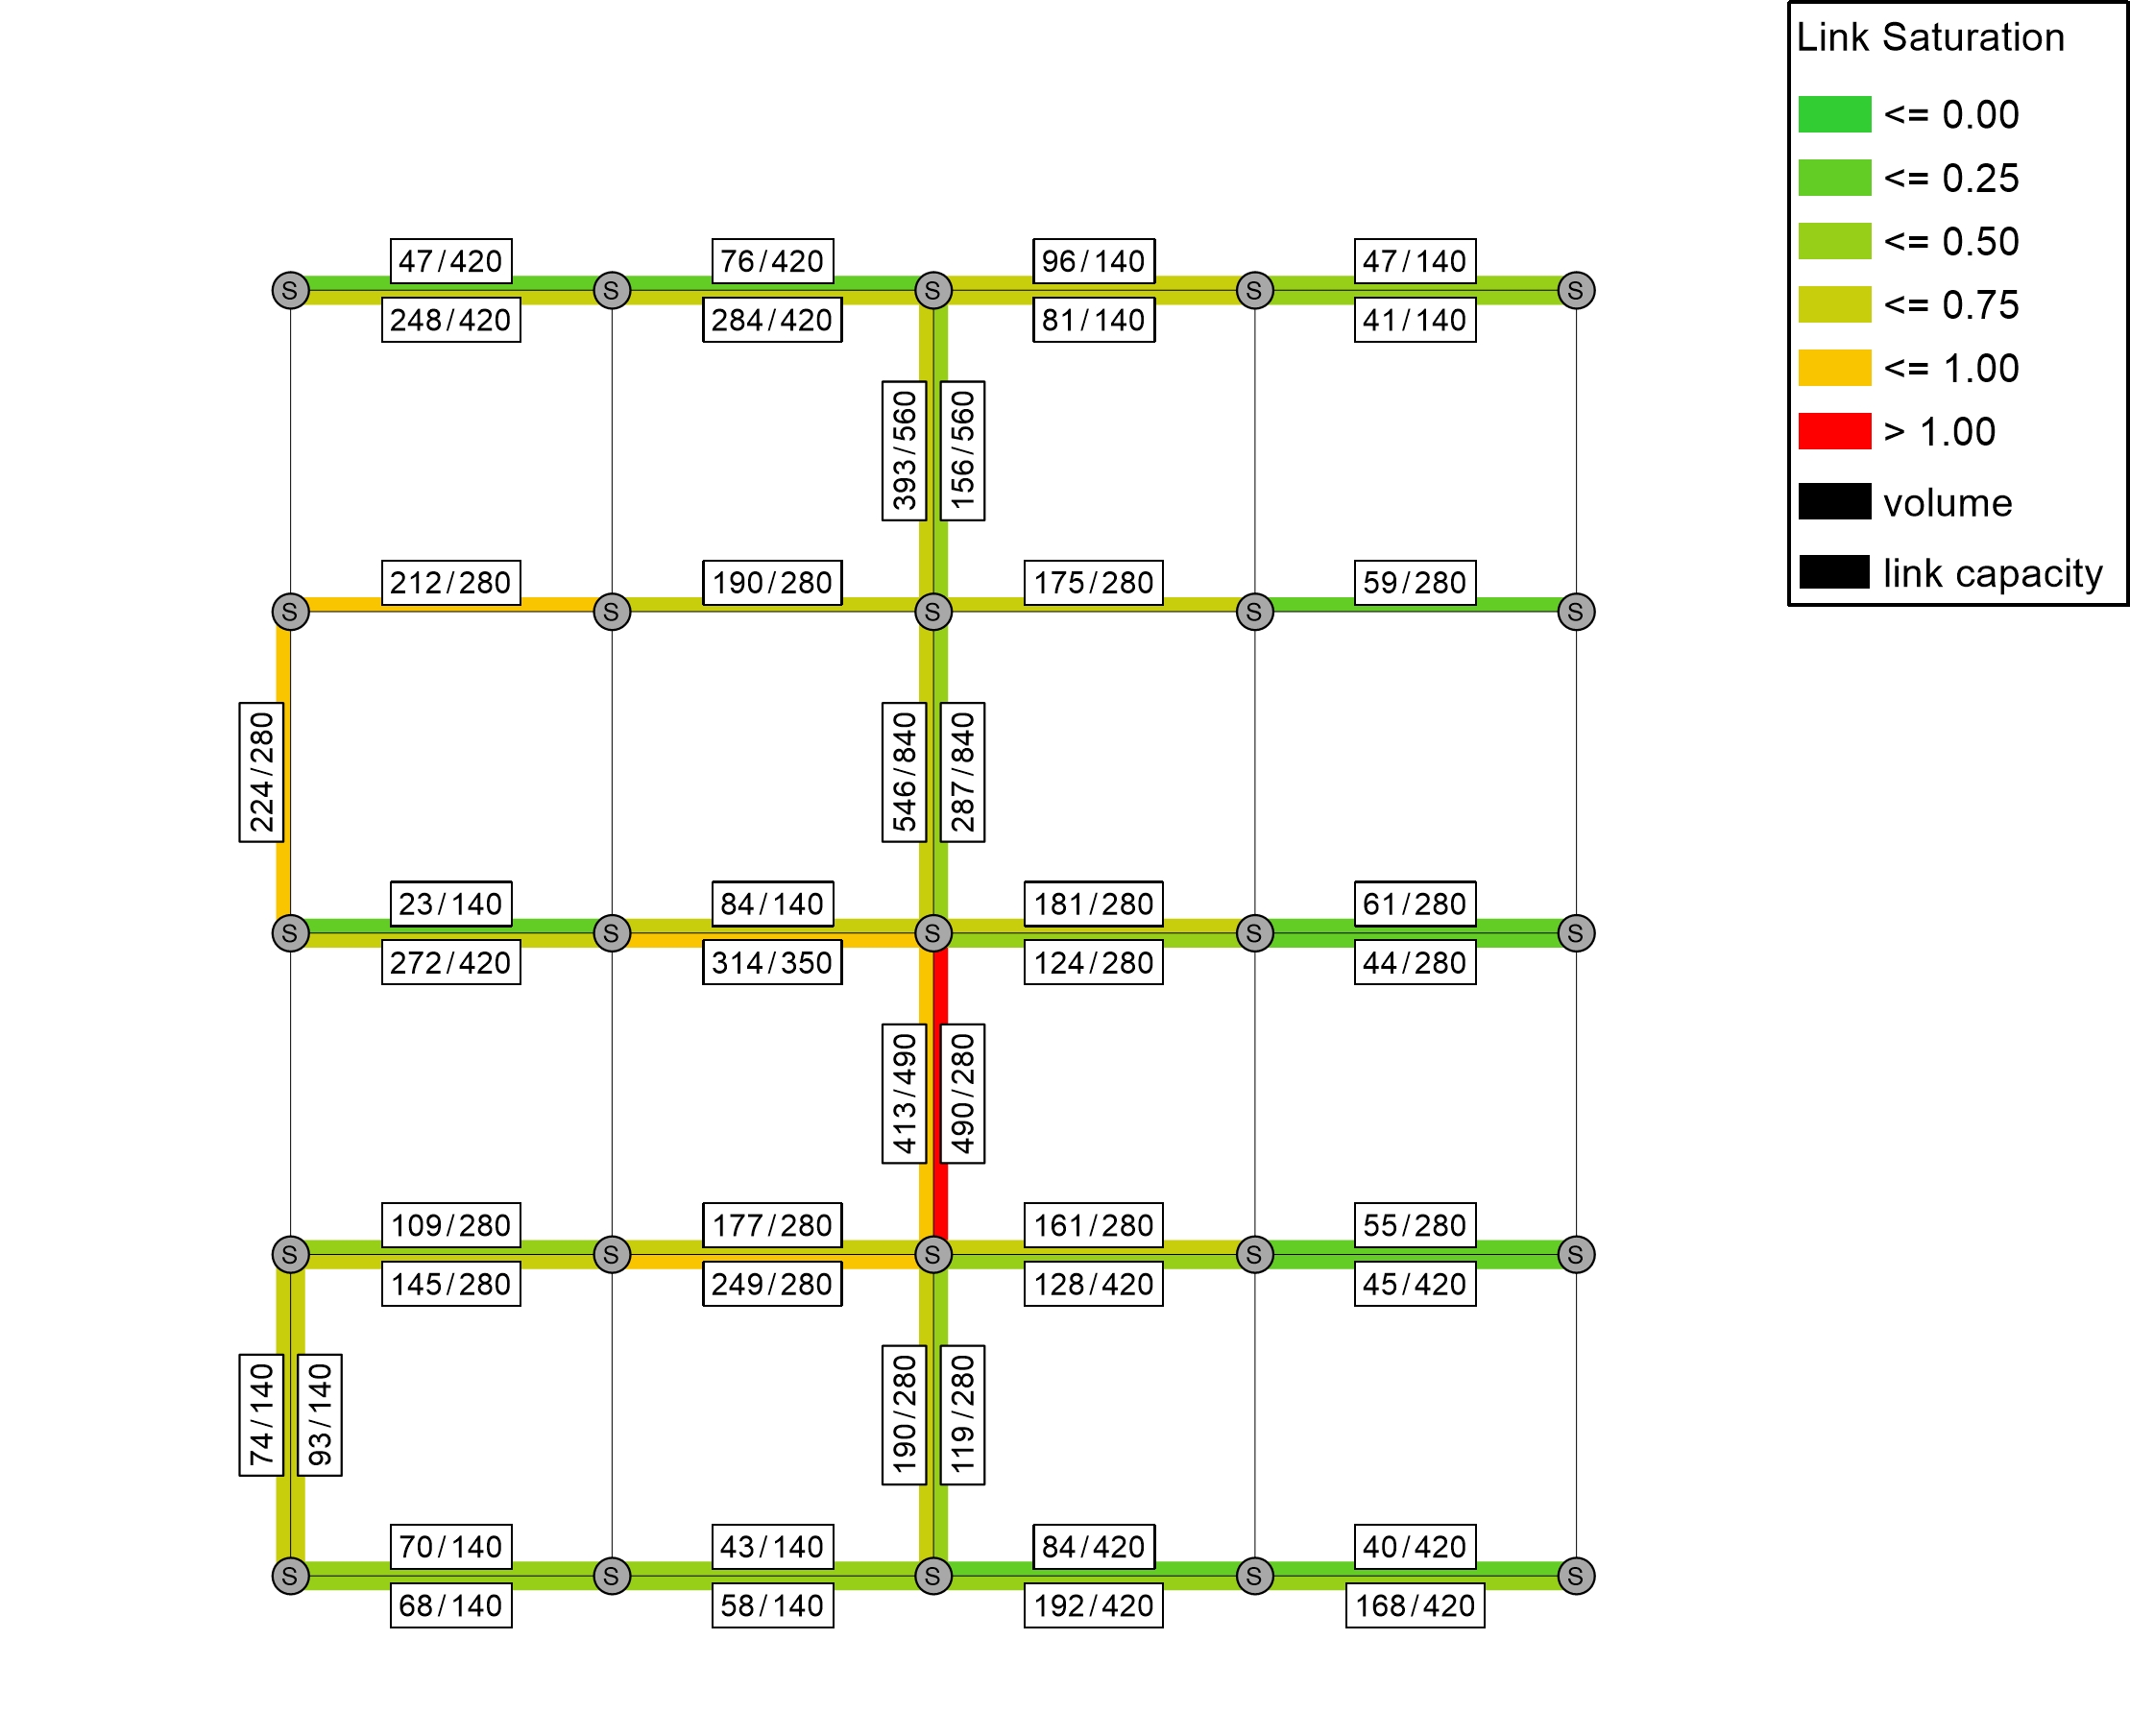 Link Saturation
<= 0.00
<= 0.25
<= 0.50
<= 0.75
<= 1.00
> 1.00
volume
link capacity
47/420 76/420 96/140 47/140
S S S S S
248/420 284/420 81/140 41/140
393/560 156/560
212/280 190/280 175/280 59/280
S S S S S
224/280 546/840 287/840
23/140 84/140 181/280 61/280
S S S S S
272/420 314/350 124/280 44/280
413/490 490/280
109/280 177/280 161/280 55/280
S S S S S
145/280 249/280 128/420 45/420
74/140 93/140 190/280 119/280
70/140 43/140 84/420 40/420
S S S S S
68/140 58/140 192/420 168/420